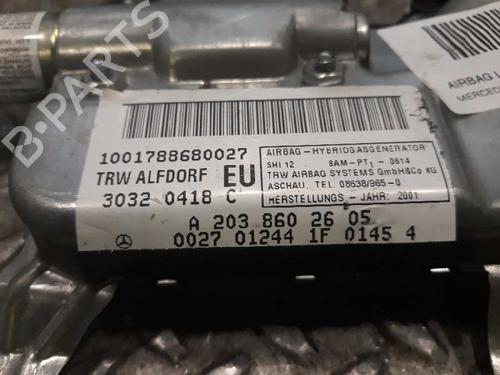 B-PARTS
AIRBAG L
MERCEDE
1001788680027
TRW ALFDORF EU
3032 0418 C
AIRBAG-HYBRIDGASGENERATOR
SHI 12 BAM-PT1-0614
TRW AIRBAG SYSTEMS GmbH&Co KG
ASCHAU, TEL. 08638/965-0
HERSTELLUNGS-JAHR: 2001
A 203 860 26 05
0027 01244 1F 0145 4